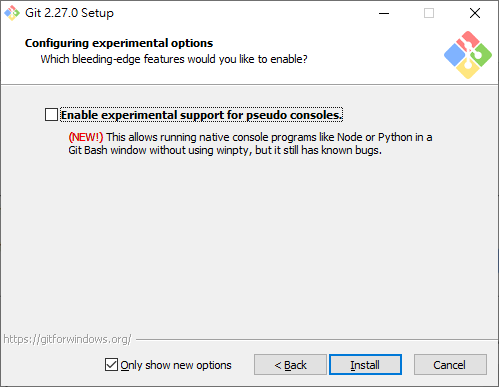 Git 2.27.0 Setup
Configuring experimental options
Which bleeding-edge features would you like to enable?
Enable experimental support for pseudo consoles.
(NEW!) This allows running native console programs like Node or Python in a
Git Bash window without using winpty, but it still has known bugs.
https://gitforwindows.org/
Only show new options
< Back
Install
Cancel